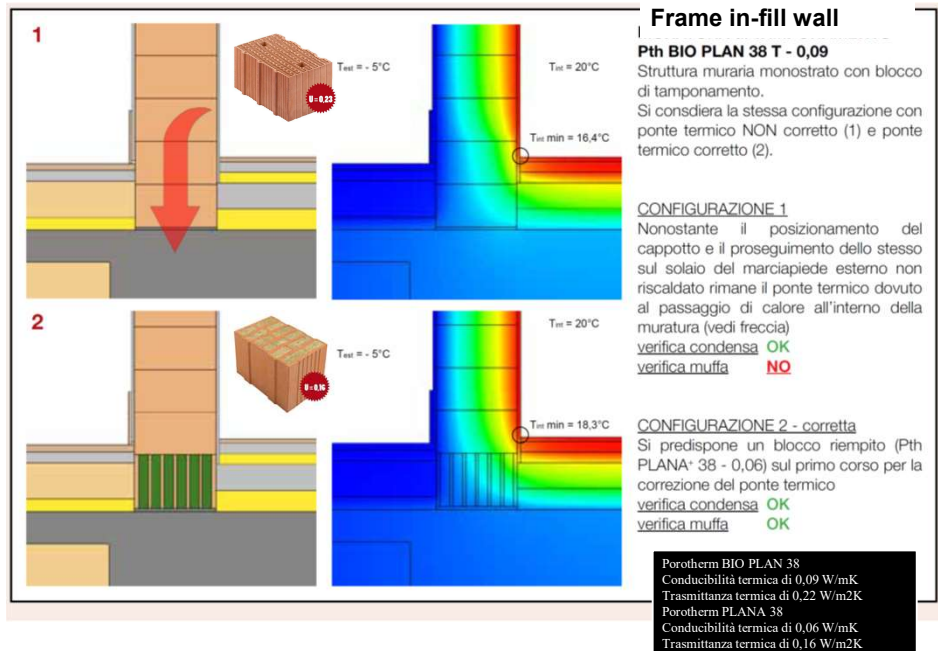 Frame in-fill wall
Pth BIO PLAN 38 T - 0,09
Struttura muraria monostrato con blocco
di tamponamento.
Si consdiera la stessa configurazione con
ponte termico NON corretto (1) e ponte
termico corretto (2).
1
U=0,23
Test = - 5°C
Tint = 20°C
Tint min = 16,4°C
CONFIGURAZIONE 1
Nonostante il posizionamento del
cappotto e il proseguimento dello stesso
sul solaio del marciapiede esterno non
riscaldato rimane il ponte termico dovuto
al passaggio di calore all'interno della
muratura (vedi freccia)
verifica condensa OK
verifica muffa NO
2
U=0,16
Test = - 5°C
Tint = 20°C
Tint min = 18,3°C
CONFIGURAZIONE 2 - corretta
Si predispone un blocco riempito (Pth
PLANA+ 38 - 0,06) sul primo corso per la
correzione del ponte termico
verifica condensa OK
verifica muffa OK
Porotherm BIO PLAN 38
Conducibilità termica di 0,09 W/mK
Trasmittanza termica di 0,22 W/m2K
Porotherm PLANA 38
Conducibilità termica di 0,06 W/mK
Trasmittanza termica di 0,16 W/m2K